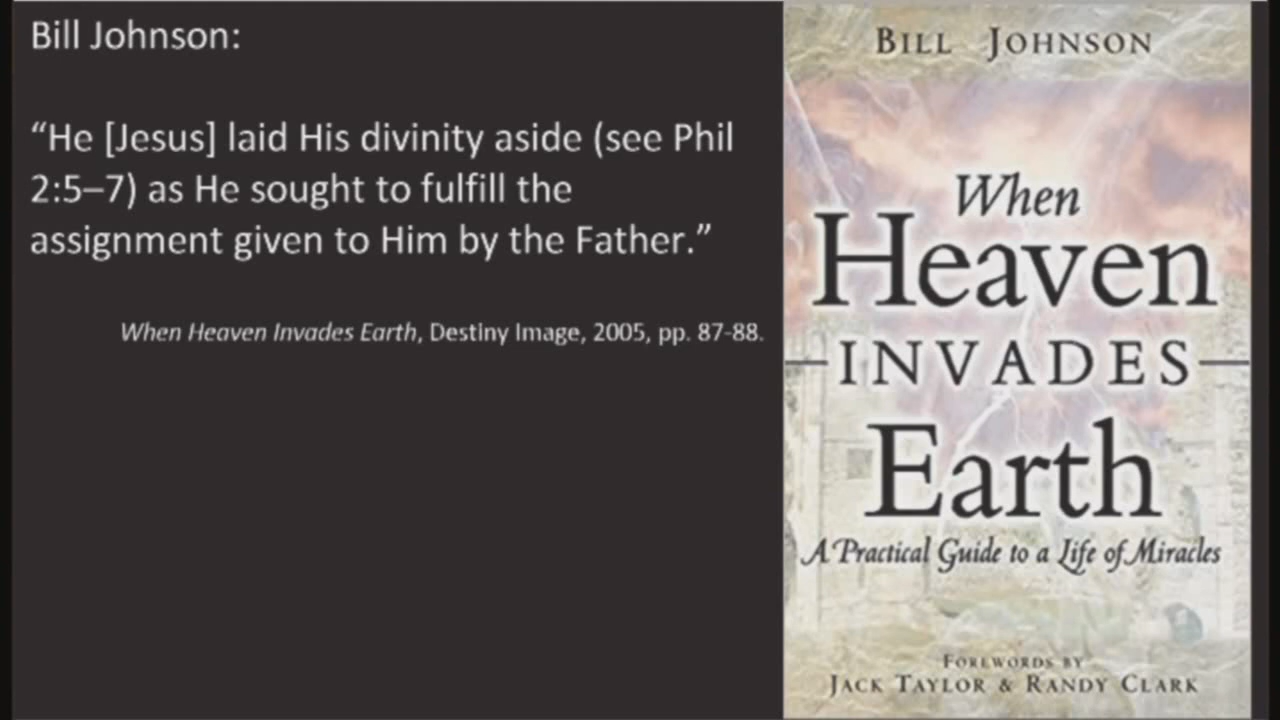 Bill Johnson:
“He [Jesus] laid His divinity aside (see Phil
2:5–7) as He sought to fulfill the
assignment given to Him by the Father.”
When Heaven Invades Earth, Destiny Image, 2005, pp. 87-88.
BILL JOHNSON
When
HEAVEN
INVADES
EARTH
A Practical Guide to a Life of Miracles
FOREWORDS BY
JACK TAYLOR & RANDY CLARK